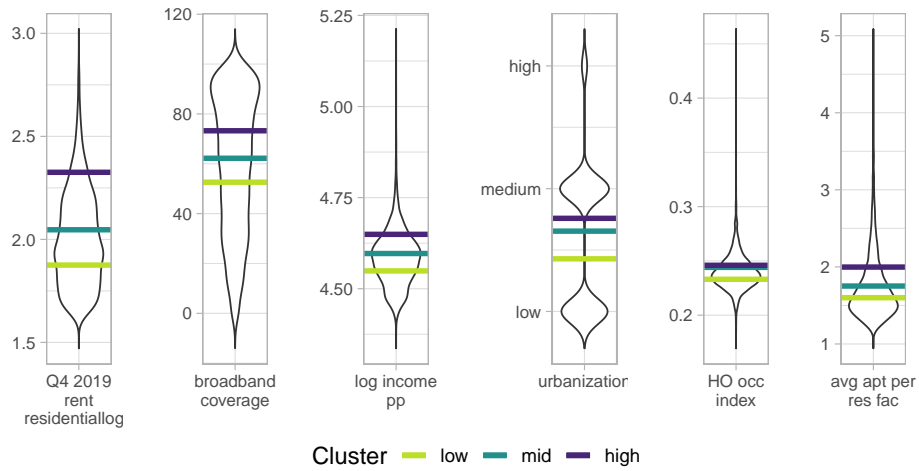 3.0
2.5
2.0
1.5
Q4 2019
rent
residentiallog
120
80
40
0
broadband
coverage
5.25
5.00
4.75
4.50
log income
pp
high
medium
low
urbanization
0.4
0.3
0.2
HO occ
index
5
4
3
2
1
avg apt per
res fac
Cluster low mid high